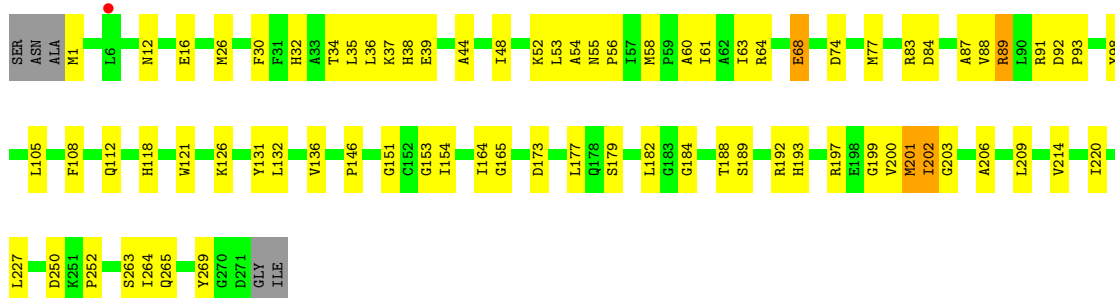 SER ASN ALA M1 L6 N12 E16 M26 F30 F31 H32 A33 T34 L35 L36 K37 H38 E39 A44 I48 K52 L53 A54 N55 P56 I57 M58 P59 A60 I61 A62 I63 R64 E68 D74 M77 R83 D84 A87 V88 R89 L90 R91 D92 P93
L105 F108 Q112 H118 W121 K126 Y131 L132 V136 P146 G151 C152 G153 I154 I164 G165 D173 L177 Q178 S179 L182 G183 G184 T188 S189 R192 H193 R197 E198 G199 V200 M201 I202 G203 A206 L209 V214 I220
L227 D250 K251 P252 S263 I264 Q265 Y269 G270 D271 GLY ILE